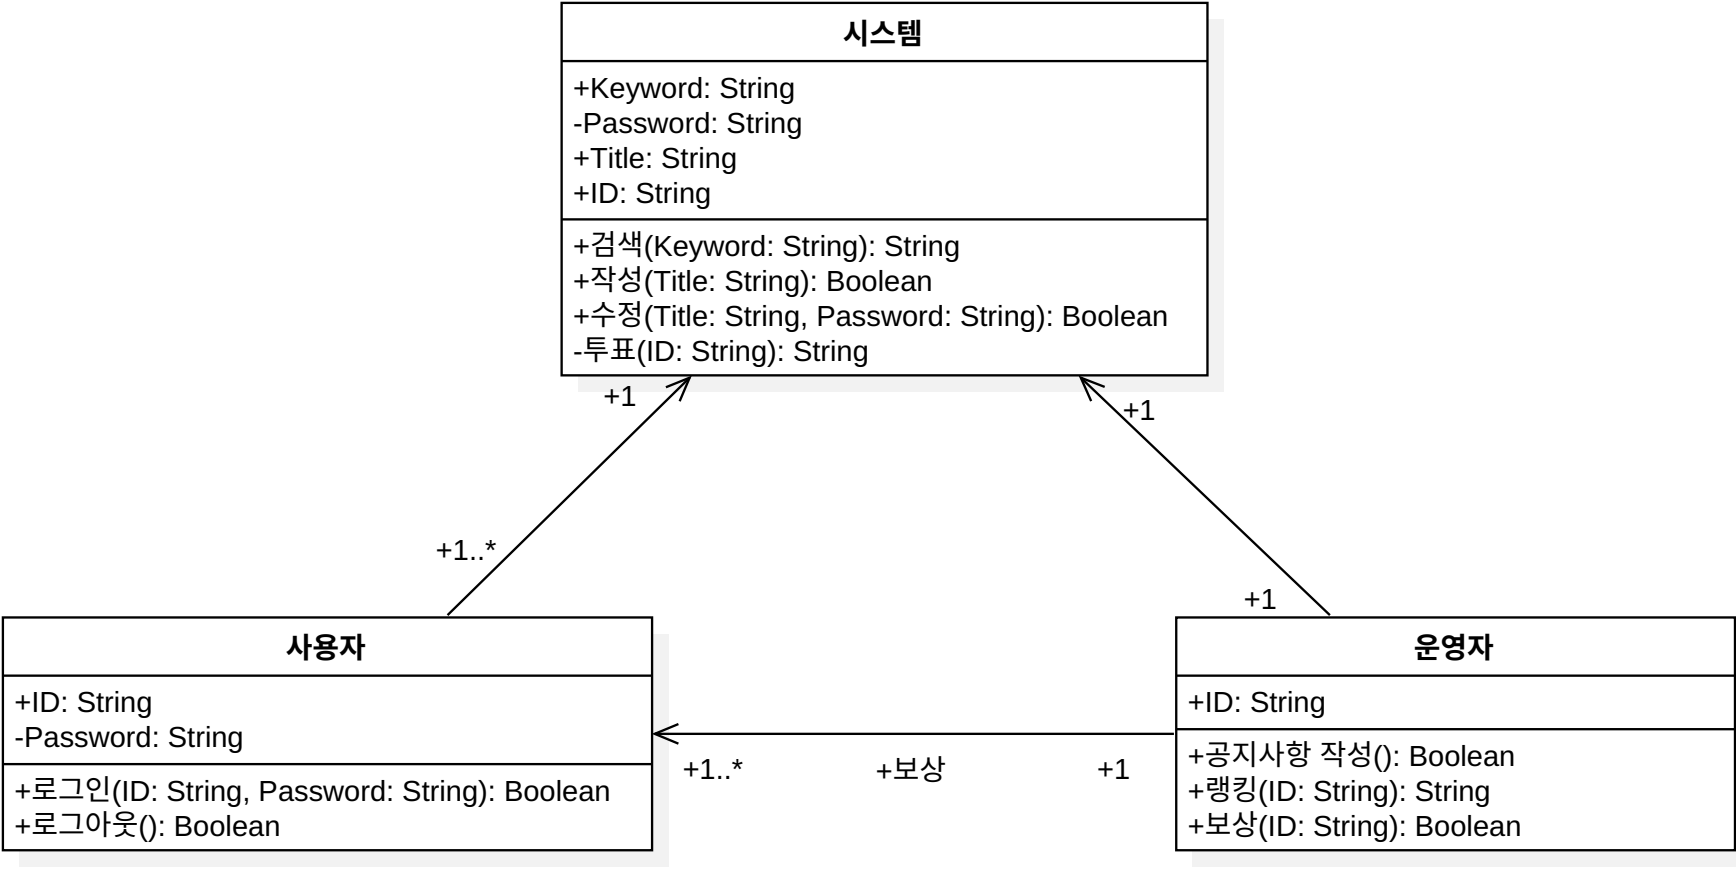 시스템
+Keyword: String
-Password: String
+Title: String
+ID: String
+검색(Keyword: String): String
+작성(Title: String): Boolean
+수정(Title: String, Password: String): Boolean
-투표(ID: String): String
+1
+1
+1..*
+1
사용자
+ID: String
-Password: String
+로그인(ID: String, Password: String): Boolean
+로그아웃(): Boolean
+1..*
+보상
+1
운영자
+ID: String
+공지사항 작성(): Boolean
+랭킹(ID: String): String
+보상(ID: String): Boolean